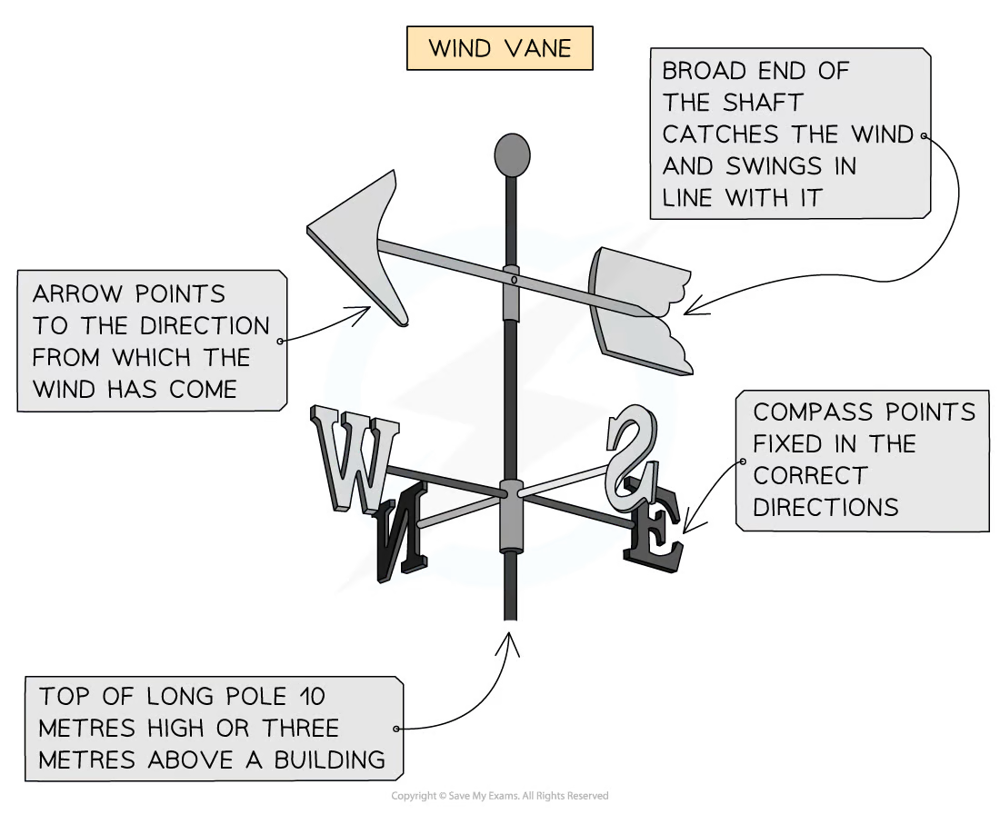 WIND VANE
BROAD END OF
THE SHAFT
CATCHES THE WIND
AND SWINGS IN
LINE WITH IT
ARROW POINTS
TO THE DIRECTION
FROM WHICH THE
WIND HAS COME
W
S
N
E
COMPASS POINTS
FIXED IN THE
CORRECT
DIRECTIONS
TOP OF LONG POLE 10
METRES HIGH OR THREE
METRES ABOVE A BUILDING
Copyright © Save My Exams. All Rights Reserved